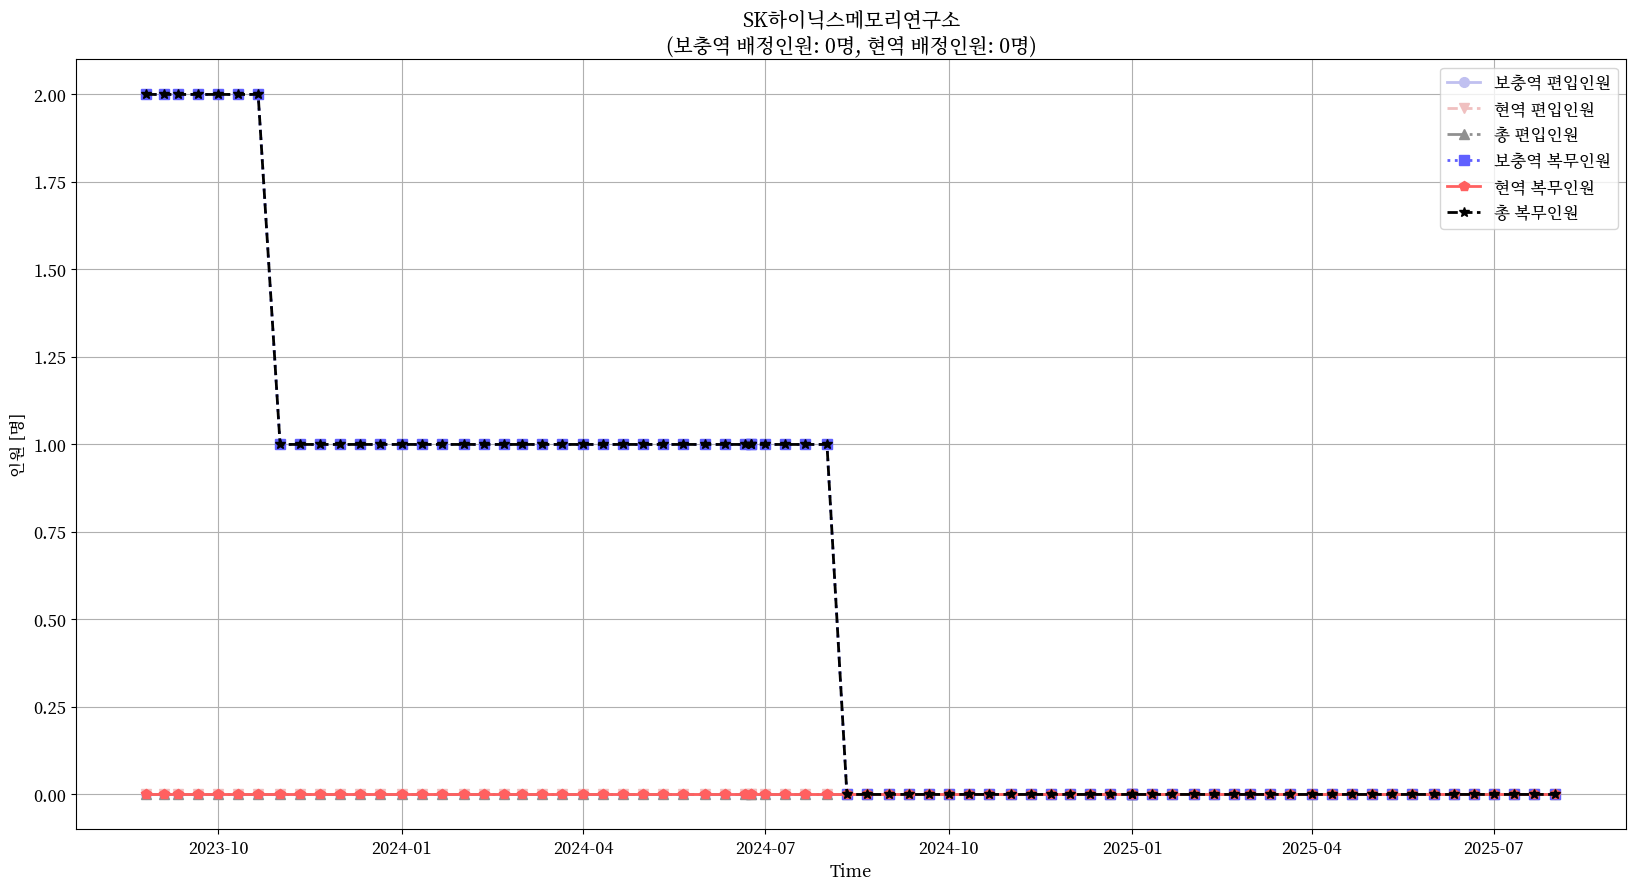 SK하이닉스메모리연구소
(보충역 배정인원: 0명, 현역 배정인원: 0명)
보충역 편입인원
현역 편입인원
총 편입인원
보충역 복무인원
현역 복무인원
총 복무인원
2.00
1.75
1.50
1.25
1.00
0.75
0.50
0.25
0.00
인원 [명]
2023-10
2024-01
2024-04
2024-07
2024-10
2025-01
2025-04
2025-07
Time